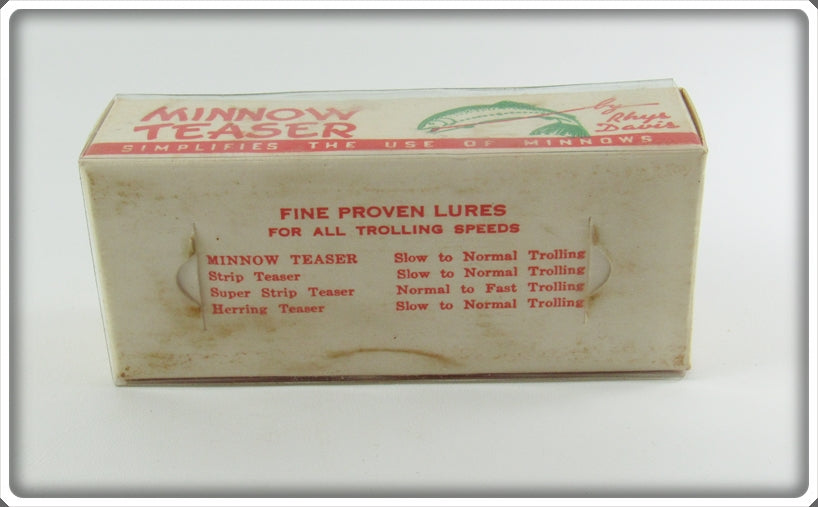 MINNOW
TEASER
by
Rhys
Davis
SIMPLIFIES THE USE OF MINNOWS
FINE PROVEN LURES
FOR ALL TROLLING SPEEDS
MINNOW TEASER Slow to Normal Trolling
Strip Teaser Slow to Normal Trolling
Super Strip Teaser Normal to Fast Trolling
Herring Teaser Slow to Normal Trolling